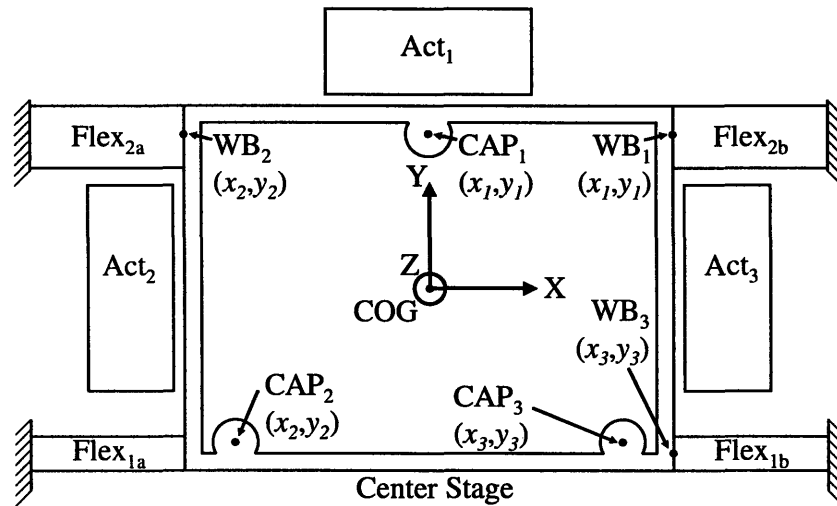 Act₁
Flex₂ₐ
WB₂
(x₂,y₂)
CAP₁
(x₁,y₁)
WB₁
(x₁,y₁)
Flex₂b
Y
Act₂
Z
X
COG
Act₃
WB₃
(x₃,y₃)
CAP₂
(x₂,y₂)
CAP₃
(x₃,y₃)
Flex₁ₐ
Flex₁b
Center Stage